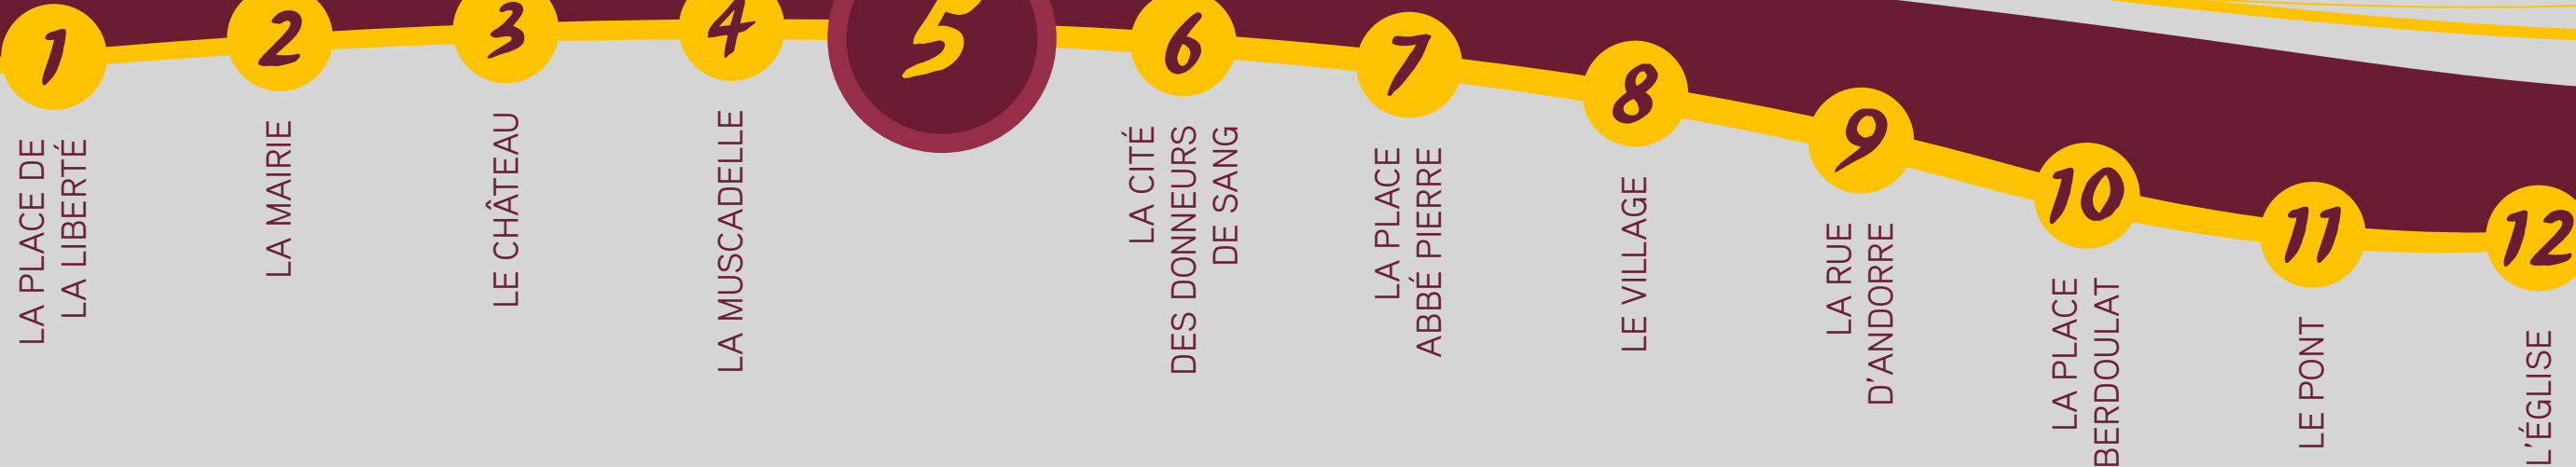 1
LA PLACE DE
LA LIBERTÉ
2
LA MAIRIE
3
LE CHÂTEAU
4
LA MUSCADELLE
5
6
LA CITÉ
DES DONNEURS
DE SANG
7
LA PLACE
ABBÉ PIERRE
8
LE VILLAGE
9
LA RUE
D'ANDORRE
10
LA PLACE
BERDOULAT
11
LE PONT
12
L'ÉGLISE